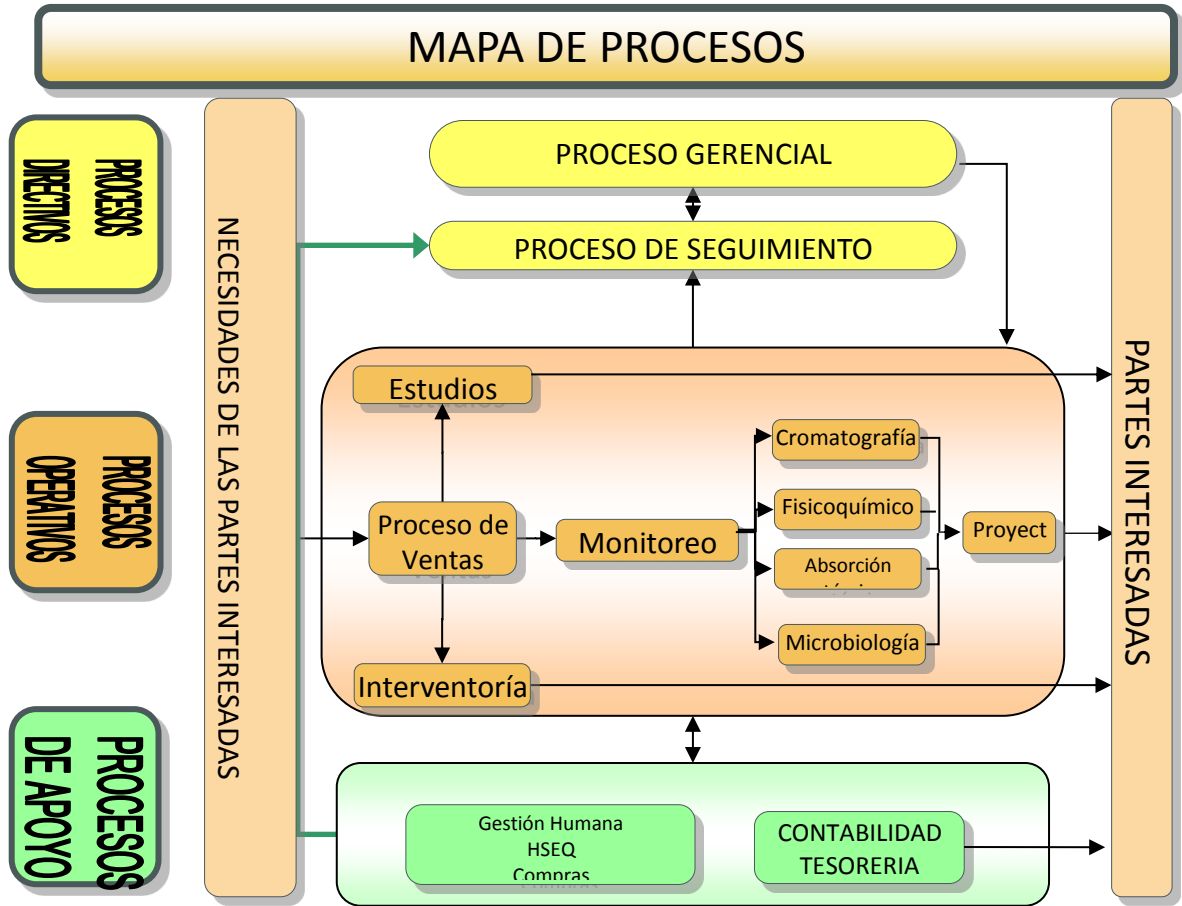 MAPA DE PROCESOS
PROCESOS
DIRECTIVOS
PROCESOS
OPERATIVOS
PROCESOS
DE APOYO
NECESIDADES DE LAS PARTES INTERESADAS
PROCESO GERENCIAL
PROCESO DE SEGUIMIENTO
Estudios
Proceso de
Ventas
Interventoría
Monitoreo
Cromatografía
Fisicoquímico
Absorción
Microbiología
Proyect
Gestión Humana
HSEQ
Compras
CONTABILIDAD
TESORERIA
PARTES INTERESADAS